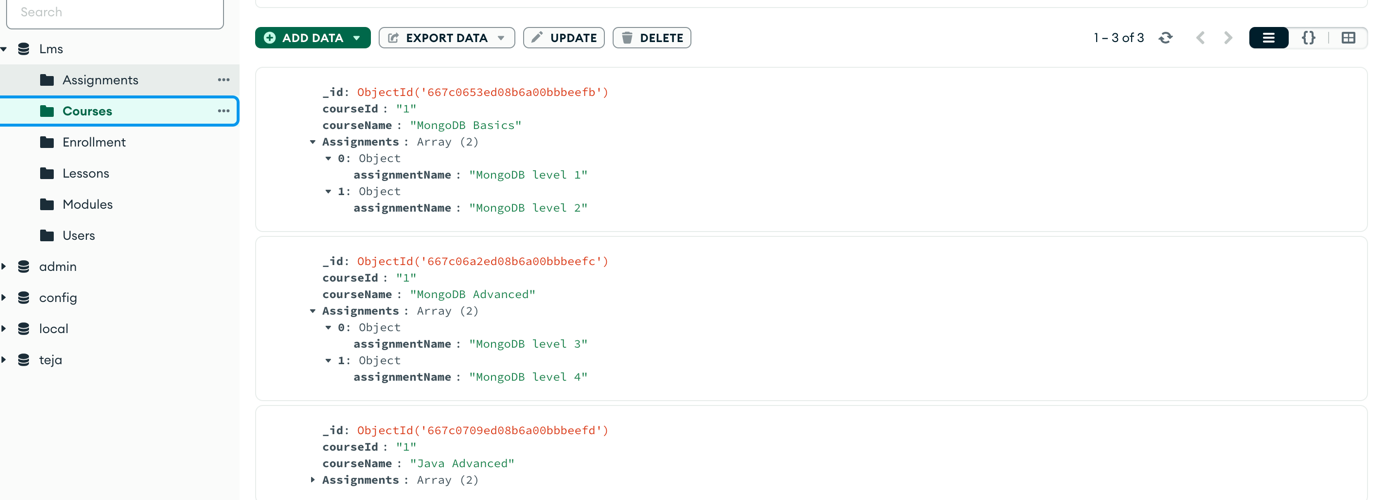 Search
Lms
Assignments
Courses
Enrollment
Lessons
Modules
Users
admin
config
local
teja
ADD DATA
EXPORT DATA
UPDATE
DELETE
1 – 3 of 3
{}
_id: ObjectId('667c0653ed08b6a00bbbeefb')
courseId : "1"
courseName : "MongoDB Basics"
Assignments : Array (2)
0: Object
assignmentName : "MongoDB level 1"
1: Object
assignmentName : "MongoDB level 2"
_id: ObjectId('667c06a2ed08b6a00bbbeefc')
courseId : "1"
courseName : "MongoDB Advanced"
Assignments : Array (2)
0: Object
assignmentName : "MongoDB level 3"
1: Object
assignmentName : "MongoDB level 4"
_id: ObjectId('667c0709ed08b6a00bbbeefd')
courseId : "1"
courseName : "Java Advanced"
Assignments : Array (2)